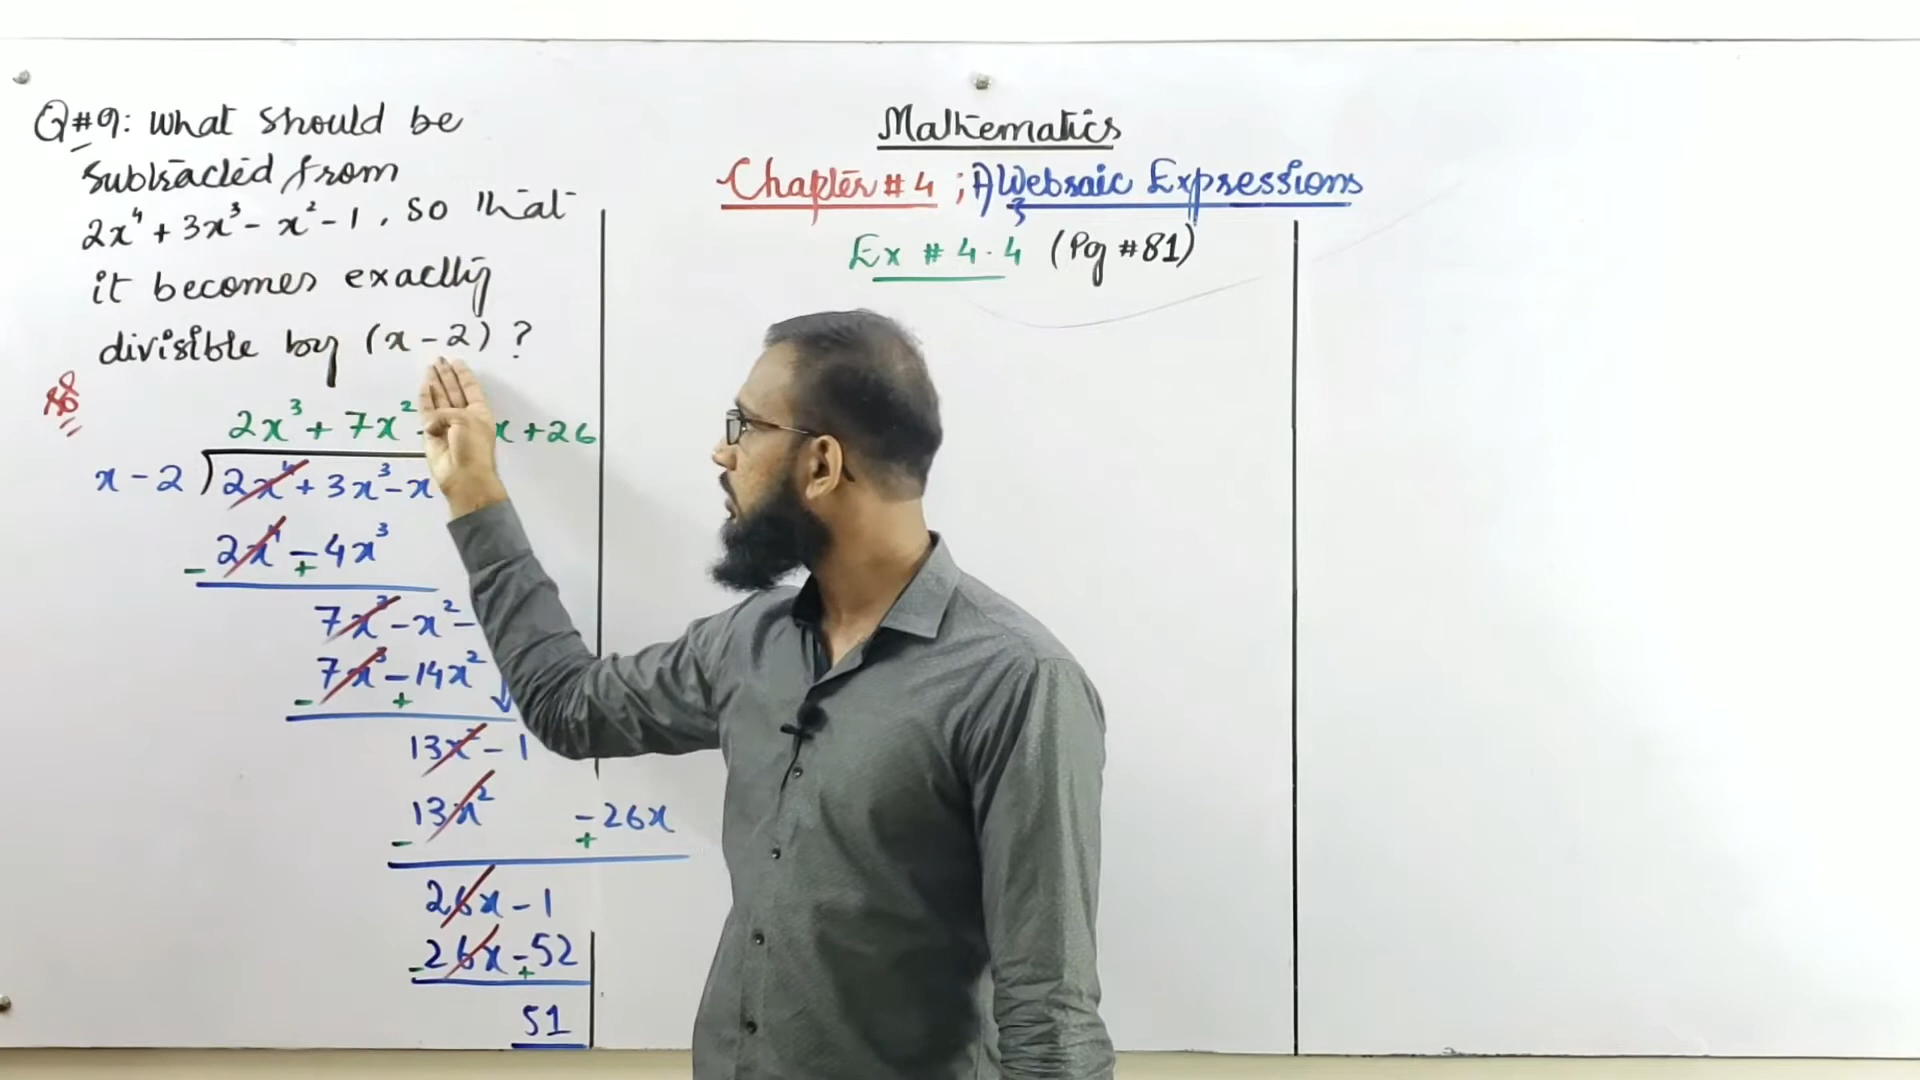 Q#9: What should be
subtracted from
2x⁴ + 3x³ - x² - 1, so that
it becomes exactly
divisible by (x - 2) ?
2x³ + 7x² x + 26
x - 2 ) 2x⁴ + 3x³ - x
2x⁴ - 4x³
- +
7x³ - x² -
7x³ - 14x²
- +
13x² - 1
13x² - 26x
- +
26x - 1
26x - 52
- +
51
Mathematics
Chapter # 4 ; Algebraic Expressions
Ex # 4.4 (Pg #81)